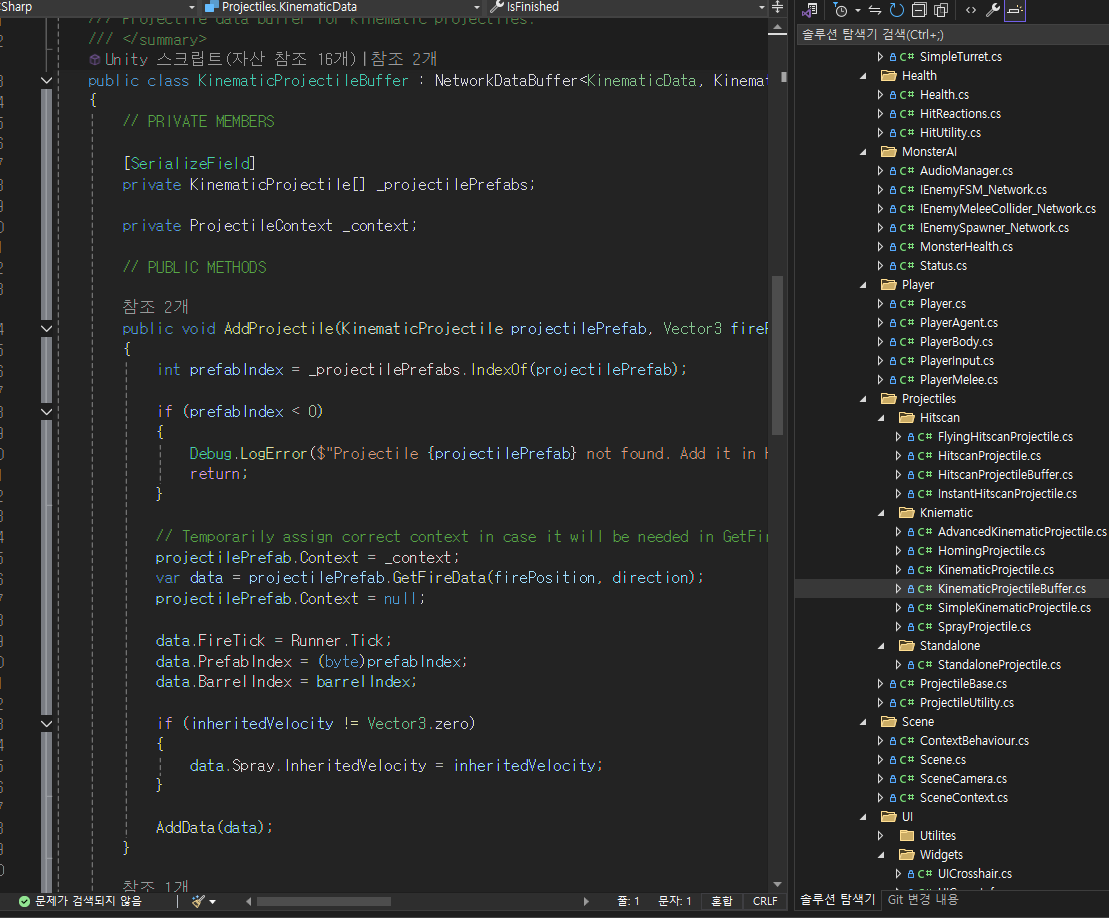 Sharp
Projectiles.KinematicData
IsFinished
/// Projectile data buffer for kinematic projectiles.
/// </summary>
Unity 스크립트(자산 참조 16개)|참조 2개
public class KinematicProjectileBuffer : NetworkDataBuffer<KinematicData, Kinemat
{
// PRIVATE MEMBERS
[SerializeField]
private KinematicProjectile[] _projectilePrefabs;
private ProjectileContext _context;
// PUBLIC METHODS
참조 2개
public void AddProjectile(KinematicProjectile projectilePrefab, Vector3 fireP
{
int prefabIndex = _projectilePrefabs.IndexOf(projectilePrefab);
if (prefabIndex < 0)
{
Debug.LogError($"Projectile {projectilePrefab} not found. Add it in
return;
}
// Temporarily assign correct context in case it will be needed in GetFir
projectilePrefab.Context = _context;
var data = projectilePrefab.GetFireData(firePosition, direction);
projectilePrefab.Context = null;
data.FireTick = Runner.Tick;
data.PrefabIndex = (byte)prefabIndex;
data.BarrelIndex = barrelIndex;
if (inheritedVelocity != Vector3.zero)
{
data.Spray.InheritedVelocity = inheritedVelocity;
}
AddData(data);
}
참조 1개
문제가 검색되지 않음
줄: 1
문자: 1
혼합
CRLF
솔루션 탐색기 검색(Ctrl+;)
C# SimpleTurret.cs
Health
C# Health.cs
C# HitReactions.cs
C# HitUtility.cs
MonsterAI
C# AudioManager.cs
C# IEnemyFSM_Network.cs
C# IEnemyMeleeCollider_Network.cs
C# IEnemySpawner_Network.cs
C# MonsterHealth.cs
C# Status.cs
Player
C# Player.cs
C# PlayerAgent.cs
C# PlayerBody.cs
C# PlayerInput.cs
C# PlayerMelee.cs
Projectiles
Hitscan
C# FlyingHitscanProjectile.cs
C# HitscanProjectile.cs
C# HitscanProjectileBuffer.cs
C# InstantHitscanProjectile.cs
Kniematic
C# AdvancedKinematicProjectile.cs
C# HomingProjectile.cs
C# KinematicProjectile.cs
C# KinematicProjectileBuffer.cs
C# SimpleKinematicProjectile.cs
C# SprayProjectile.cs
Standalone
C# StandaloneProjectile.cs
C# ProjectileBase.cs
C# ProjectileUtility.cs
Scene
C# ContextBehaviour.cs
C# Scene.cs
C# SceneCamera.cs
C# SceneContext.cs
UI
Utilites
Widgets
C# UICrosshair.cs
솔루션 탐색기
Git 변경 내용